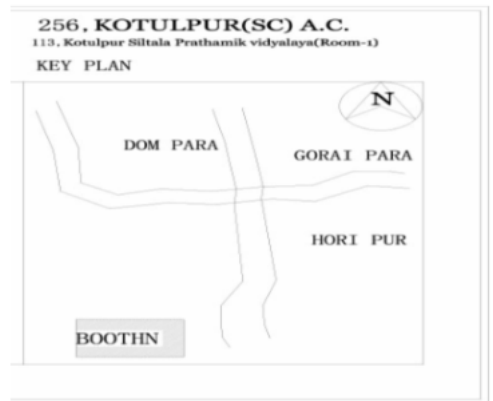 256, KOTULPUR(SC) A.C.
113, Kotulpur Siltala Prathamik vidyalaya(Room-1)
KEY PLAN
N
DOM PARA
GORAI PARA
HORI PUR
BOOTHN